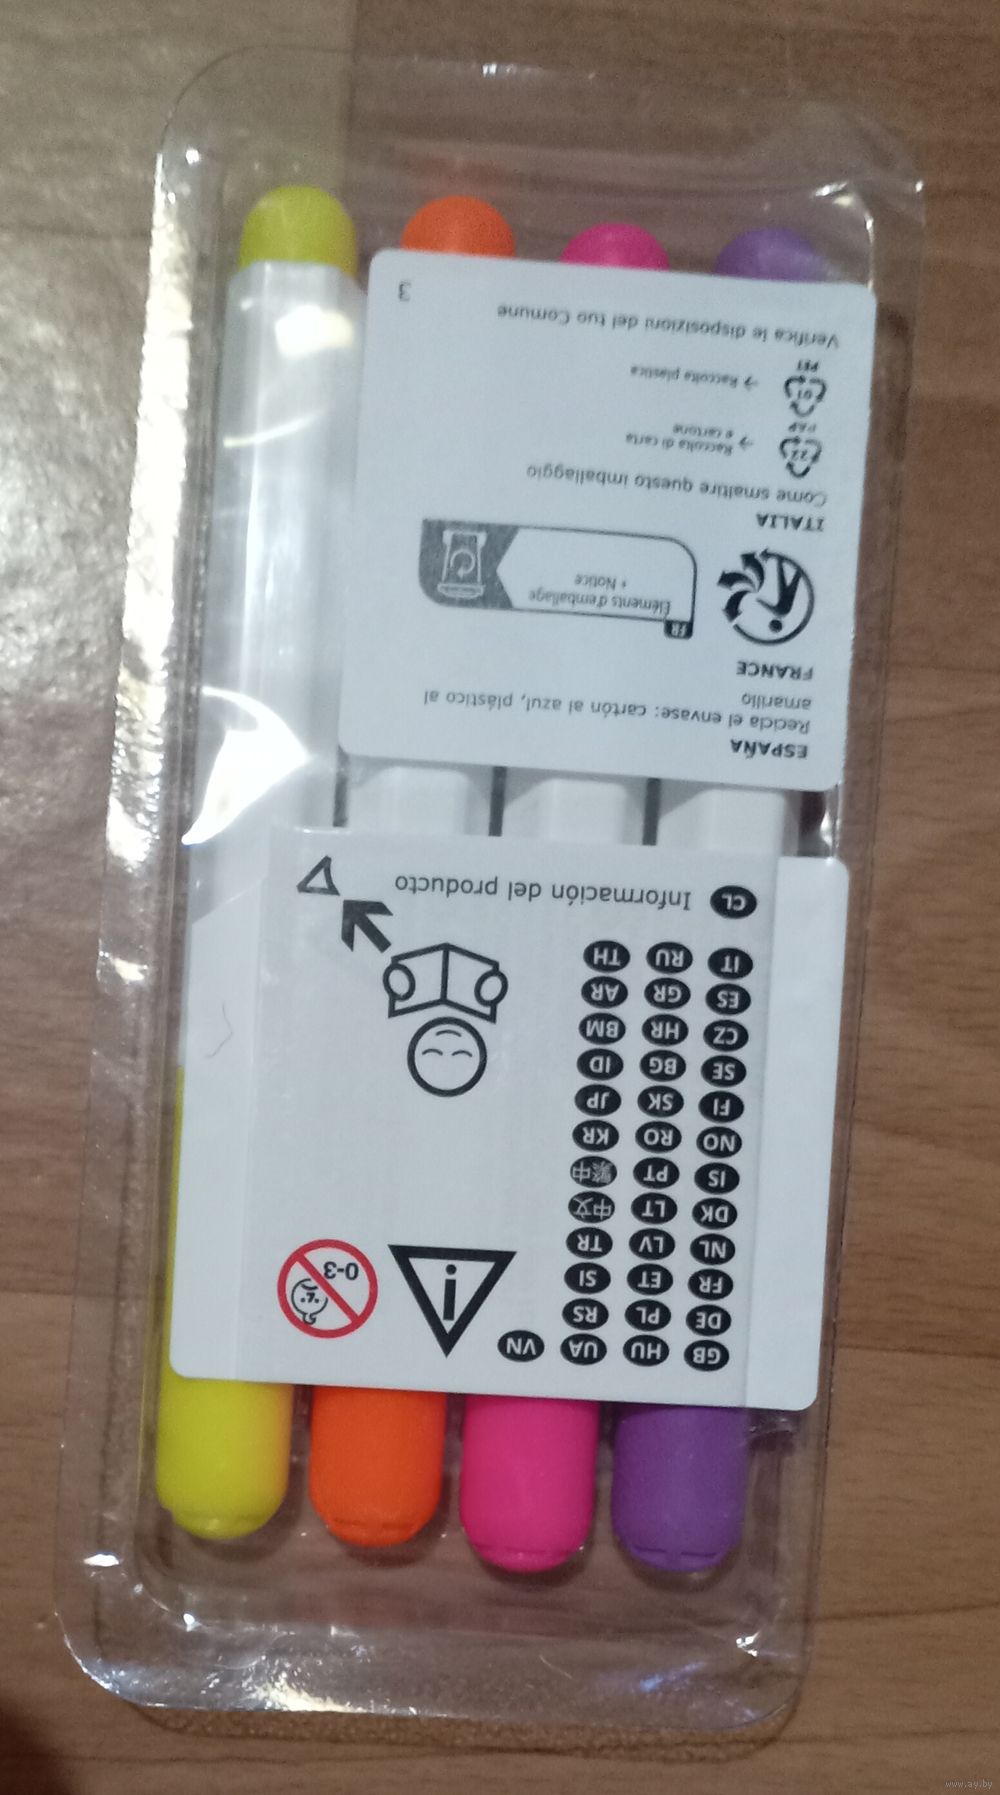 GB HU UA VN
DE PL RS
FR ET SI
NL LV TR
DK LT 中文
IS PT 繁中
NO RO KR
FI SK JP
SE BG ID
CZ HR BM
ES GR AR
IT RU TH
i
0-3
CL Información del producto
ESPAÑA
Recicla el envase: cartón al azul, plástico al
amarillo
FRANCE
FR
Éléments d'emballage
+ Notice
ITALIA
Come smaltire questo imballaggio
22
PAP
→ Raccolta di carta
e cartone
01
PET
→ Raccolta plastica
Verifica le disposizioni del tuo Comune
3
www.ay.by